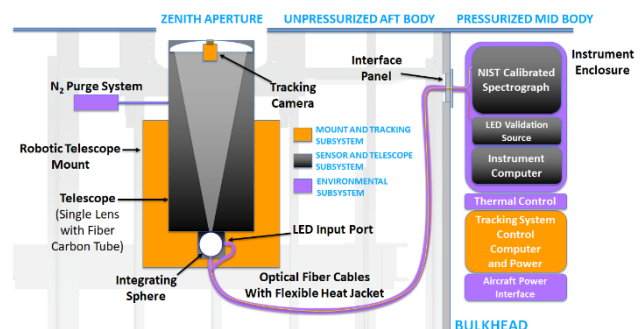 ZENITH APERTURE
UNPRESSURIZED AFT BODY
PRESSURIZED MID BODY
Interface
Panel
Instrument
Enclosure
NIST Calibrated
Spectrograph
Tracking
Camera
N2 Purge System
MOUNT AND TRACKING
SUBSYSTEM
LED Validation
Source
Robotic Telescope
Mount
SENSOR AND TELESCOPE
SUBSYSTEM
Instrument
Computer
ENVIRONMENTAL
SUBSYSTEM
Telescope
(Single Lens
with Fiber
Carbon Tube)
Thermal Control
LED Input Port
Tracking System
Control
Computer
and Power
Integrating
Sphere
Optical Fiber Cables
With Flexible Heat Jacket
Aircraft Power
Interface
BULKHEAD